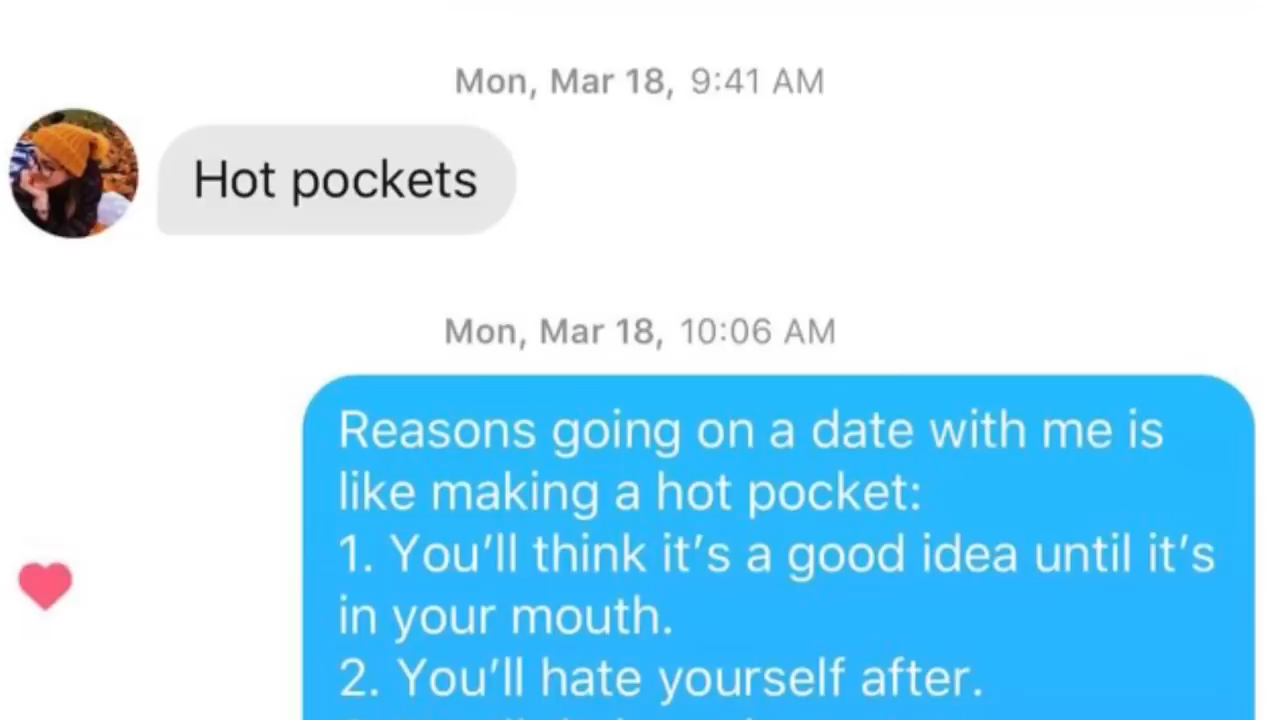 Mon, Mar 18, 9:41 AM
Hot pockets
Mon, Mar 18, 10:06 AM
Reasons going on a date with me is
like making a hot pocket:
1. You’ll think it’s a good idea until it’s
in your mouth.
2. You’ll hate yourself after.